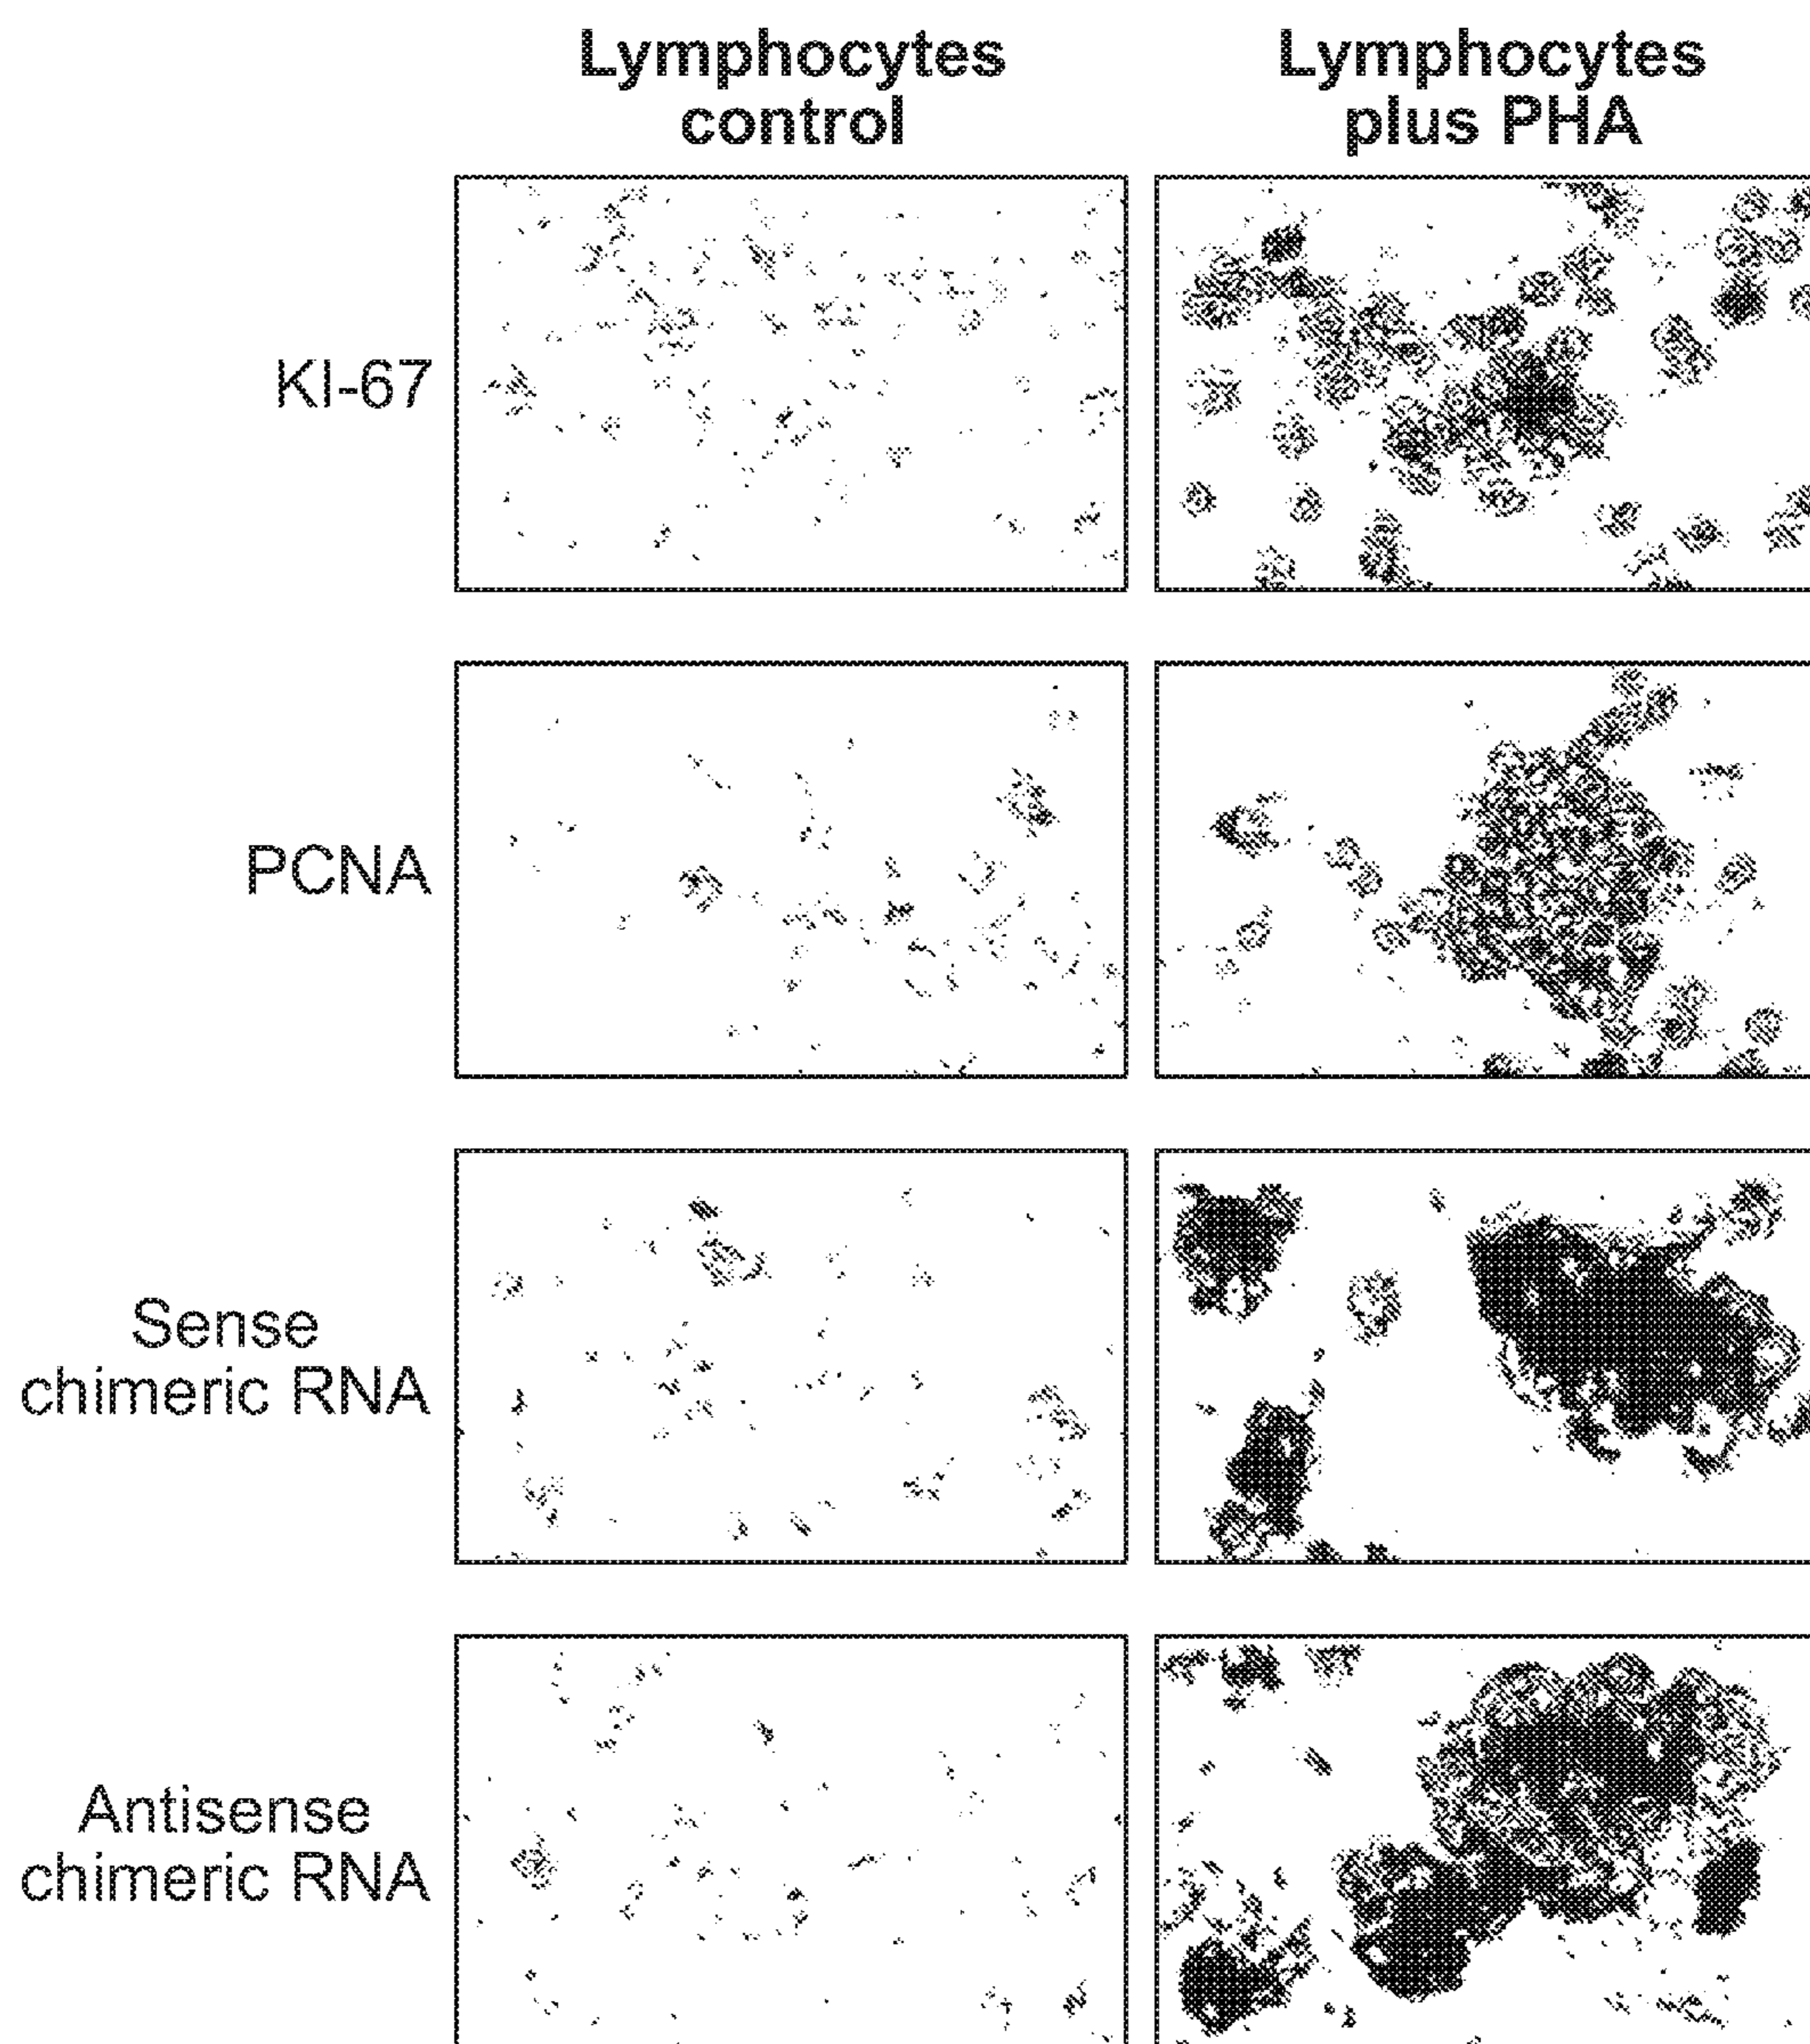 Lymphocytes
control
Lymphocytes
plus PHA
KI-67
PCNA
Sense
chimeric RNA
Antisense
chimeric RNA